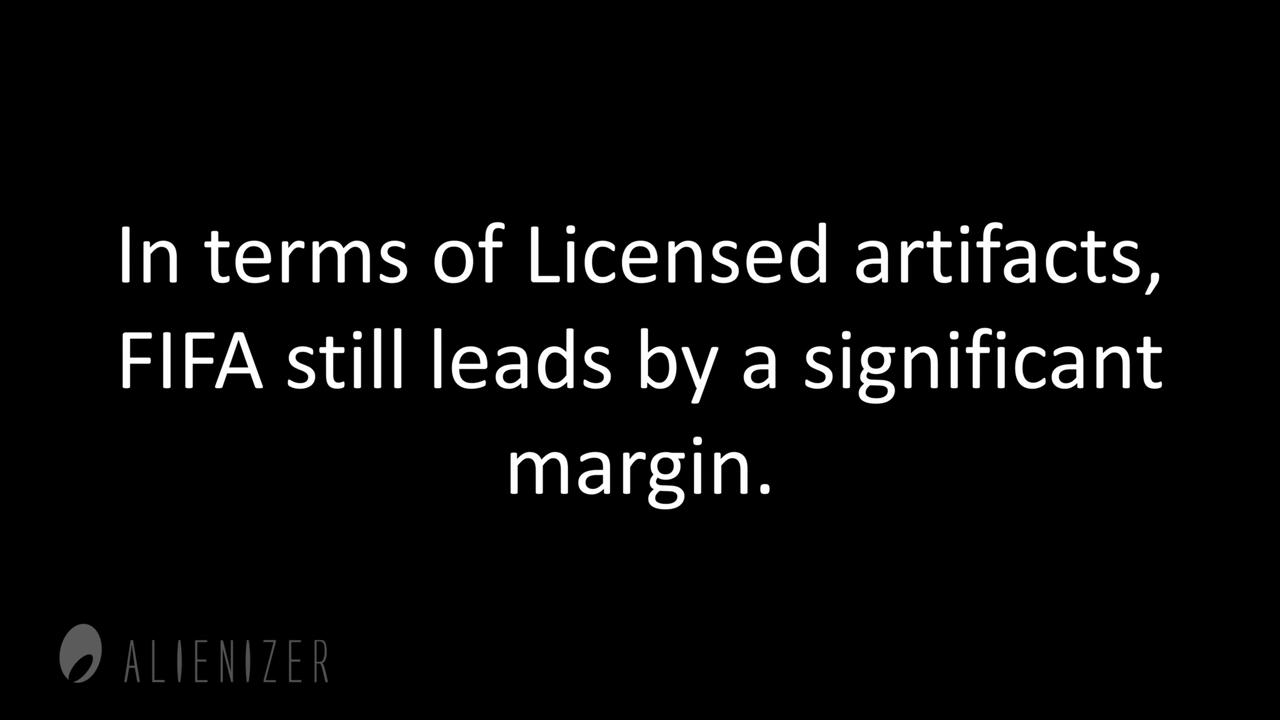 In terms of Licensed artifacts,
FIFA still leads by a significant
margin.
ALIENIZER